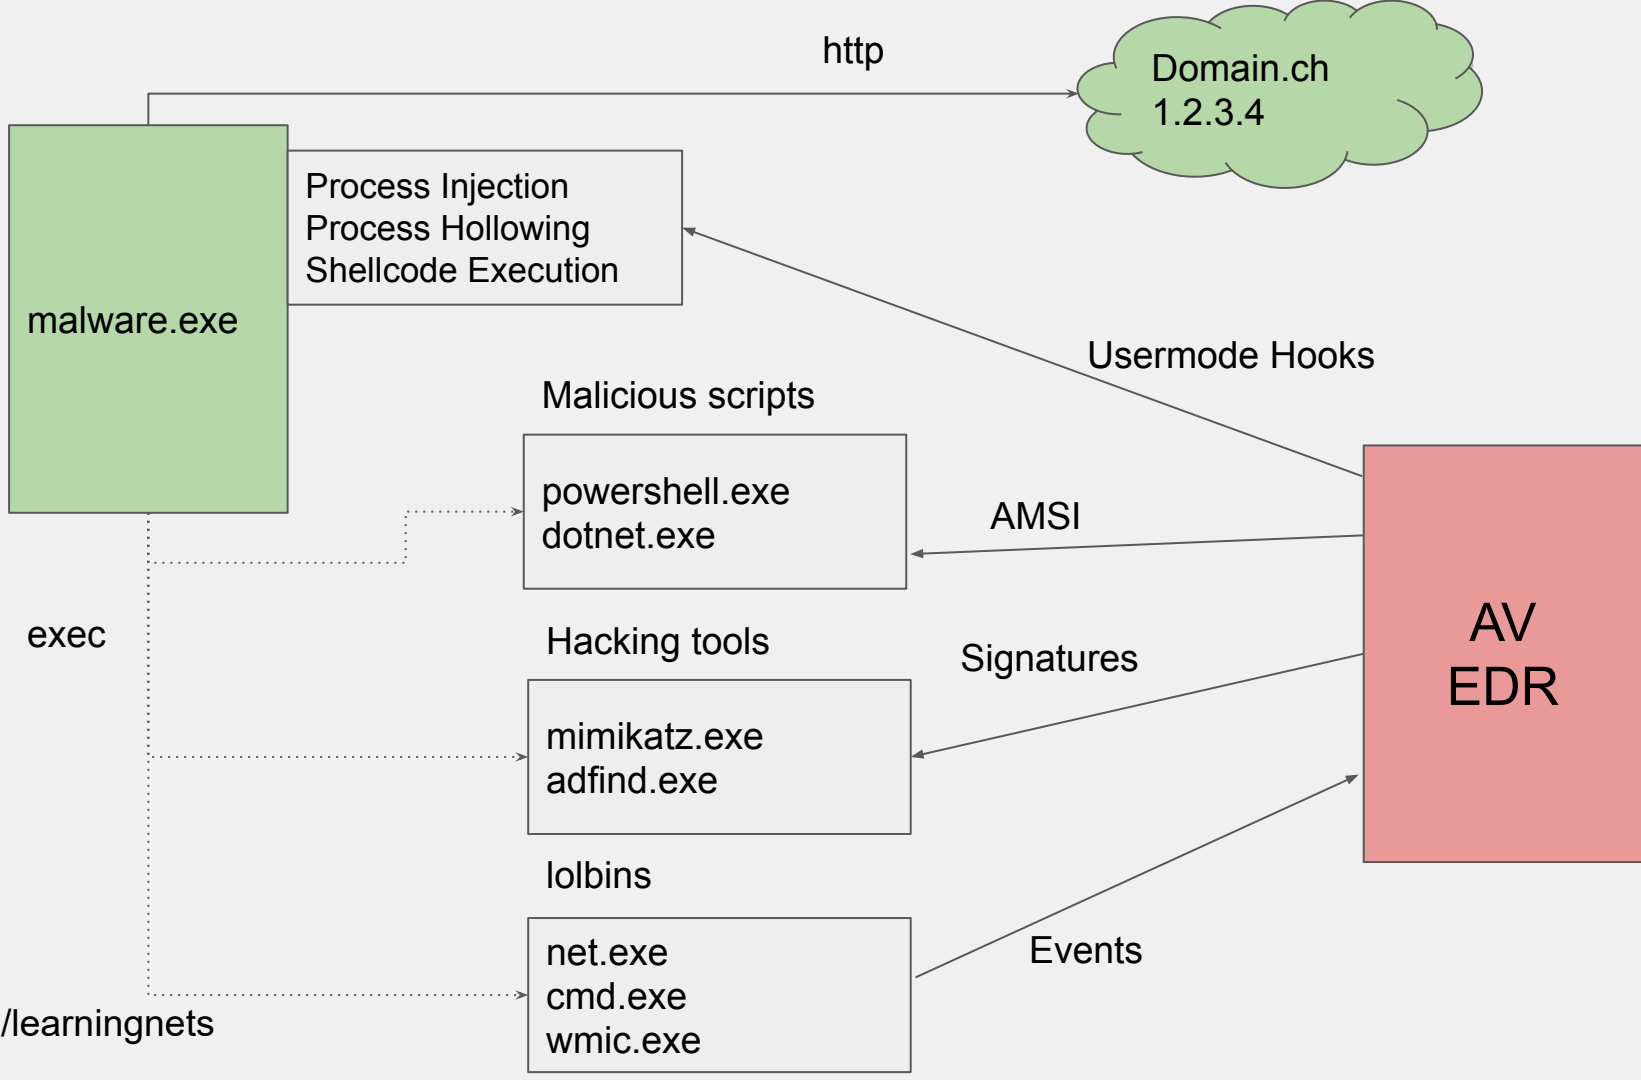 http
Domain.ch
1.2.3.4
Process Injection
Process Hollowing
Shellcode Execution
malware.exe
Usermode Hooks
Malicious scripts
powershell.exe
dotnet.exe
AMSI
AV
EDR
exec
Hacking tools
Signatures
mimikatz.exe
adfind.exe
lolbins
net.exe
cmd.exe
wmic.exe
Events
/learningnets